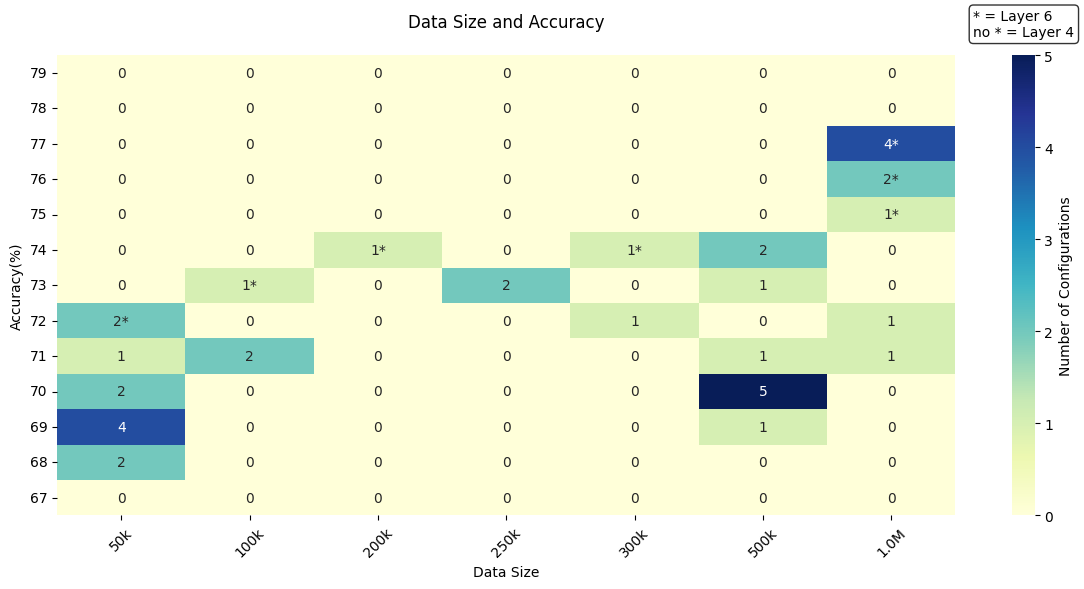 Data Size and Accuracy
* = Layer 6
no * = Layer 4
79 0 0 0 0 0 0 0
78 0 0 0 0 0 0 0
77 0 0 0 0 0 0 4*
76 0 0 0 0 0 0 2*
75 0 0 0 0 0 0 1*
74 0 0 1* 0 1* 2 0
73 0 1* 0 2 0 1 0
72 2* 0 0 0 1 0 1
71 1 2 0 0 0 1 1
70 2 0 0 0 0 5 0
69 4 0 0 0 0 1 0
68 2 0 0 0 0 0 0
67 0 0 0 0 0 0 0
Accuracy(%)
50k 100k 200k 250k 300k 500k 1.0M
Data Size
5
4
3
2
1
0
Number of Configurations